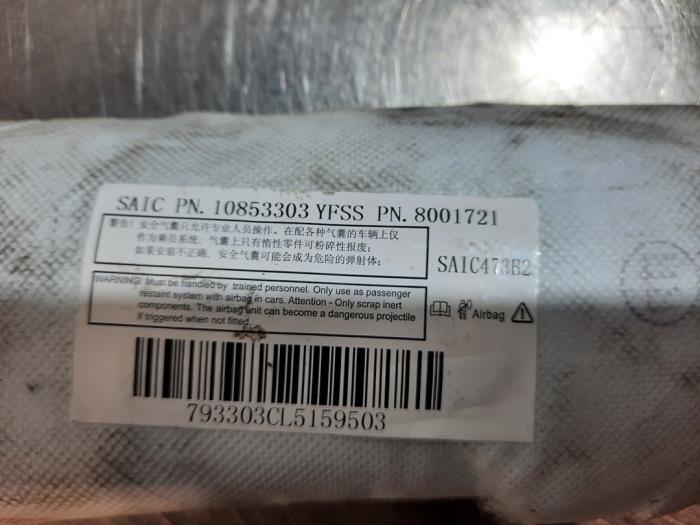 SAIC PN. 10853303 YFSS PN. 8001721
警告! 安全气囊只允许专业人员操作。在配各种气囊的车辆上仅
作为乘员系统; 气囊上只有惰性零件可粉碎性报废;
如果安装不正确, 安全气囊可能会成为危险的弹射体;
SAIC473B2
WARNING: Must be handled by trained personnel. Only use as passenger
restaint system with airbag in cars. Attention - Only scrap inert
components. The airbag unit can become a dangerous projectile
if triggered when not fitted.
Airbag
793303CL5159503